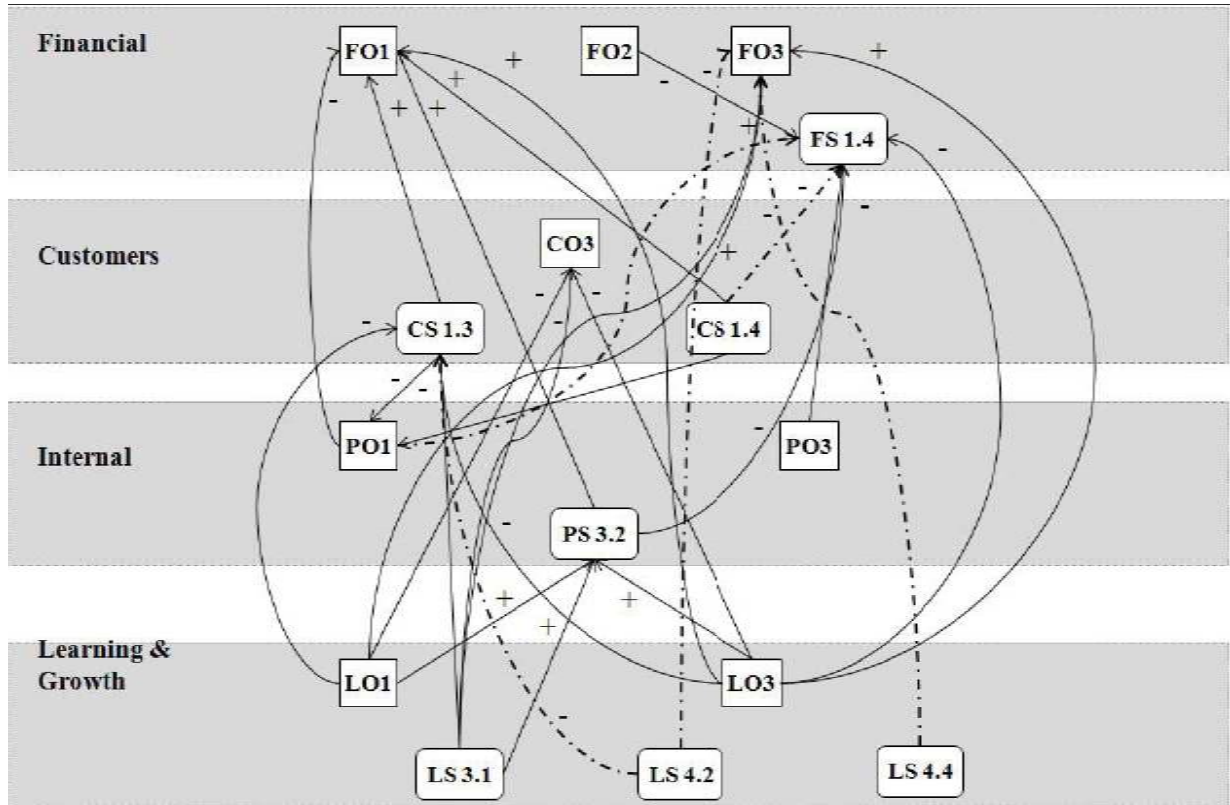 Financial
FO1
FO2
FO3
+
+
+
-
-
-
+
+
+
+
FS 1.4
-
Customers
CO3
-
-
-
+
-
-
-
CS 1.3
CS 1.4
-
-
-
PO1
PO3
-
Internal
-
PS 3.2
+
+
+
Learning &
Growth
LO1
LO3
-
LS 3.1
LS 4.2
LS 4.4